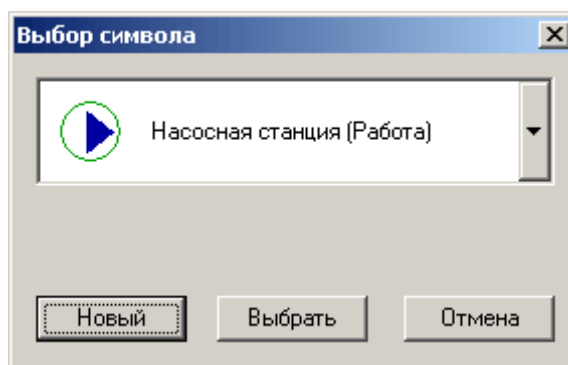 Выбор символа
Насосная станция (Работа)
Новый Выбрать Отмена